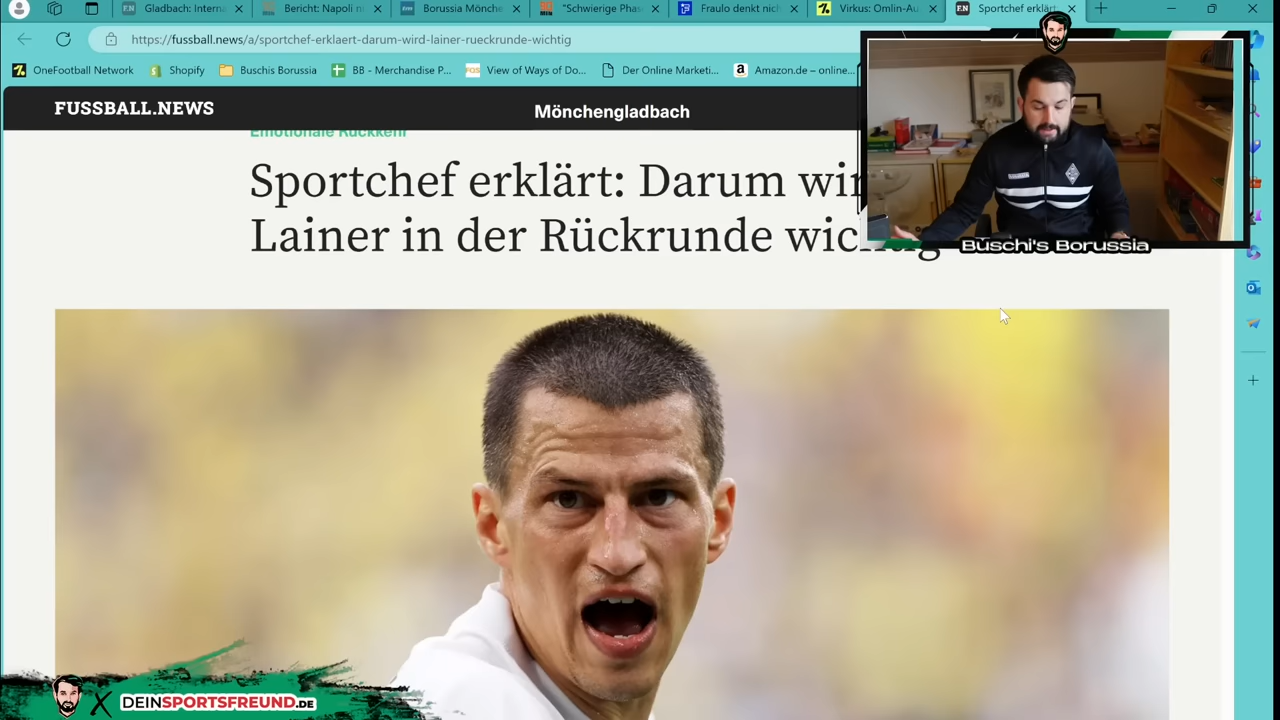 Gladbach: Interna
Bericht: Napoli ni
Borussia Mönche
"Schwierige Phas
Fraulo denkt nich
Virkus: Omlin-Au
Sportchef erklärt:
https://fussball.news/a/sportchef-erklaert-darum-wird-lainer-rueckrunde-wichtig
OneFootball Network
Shopify
Buschis Borussia
BB - Merchandise P...
View of Ways of Do...
Der Online Marketi...
Amazon.de – online...
FUSSBALL.NEWS
Mönchengladbach
Emotionale Rückkehr
Sportchef erklärt: Darum wir
Lainer in der Rückrunde wichtig
Büschi's Borussia
DEINSPORTSFREUND.DE